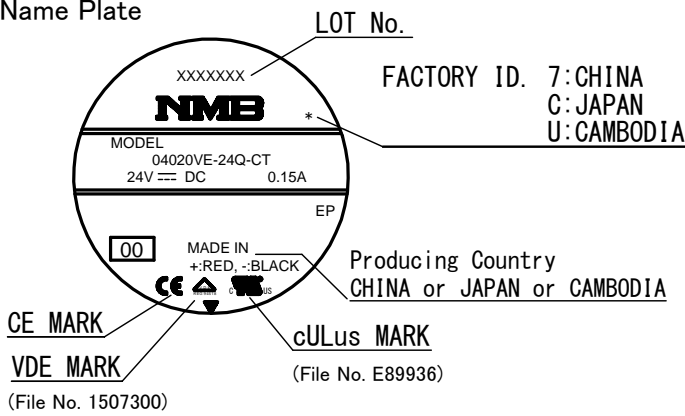 Name Plate
LOT No.
XXXXXXX
NMB
*
FACTORY ID. 7:CHINA
C:JAPAN
U:CAMBODIA
MODEL
04020VE-24Q-CT
24V DC 0.15A
EP
00
MADE IN
+:RED, -:BLACK
Producing Country
CHINA or JAPAN or CAMBODIA
CE
C US
CE MARK
cULus MARK
VDE MARK
(File No. E89936)
(File No. 1507300)